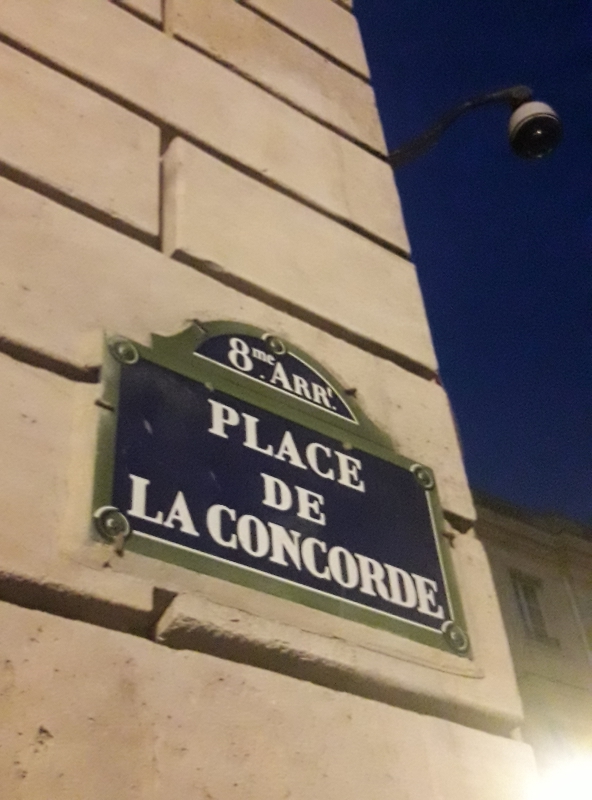 8me. ARRt.
PLACE
DE
LA CONCORDE